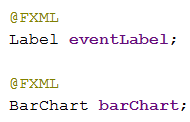 @FXML
Label eventLabel;
@FXML
BarChart barChart;